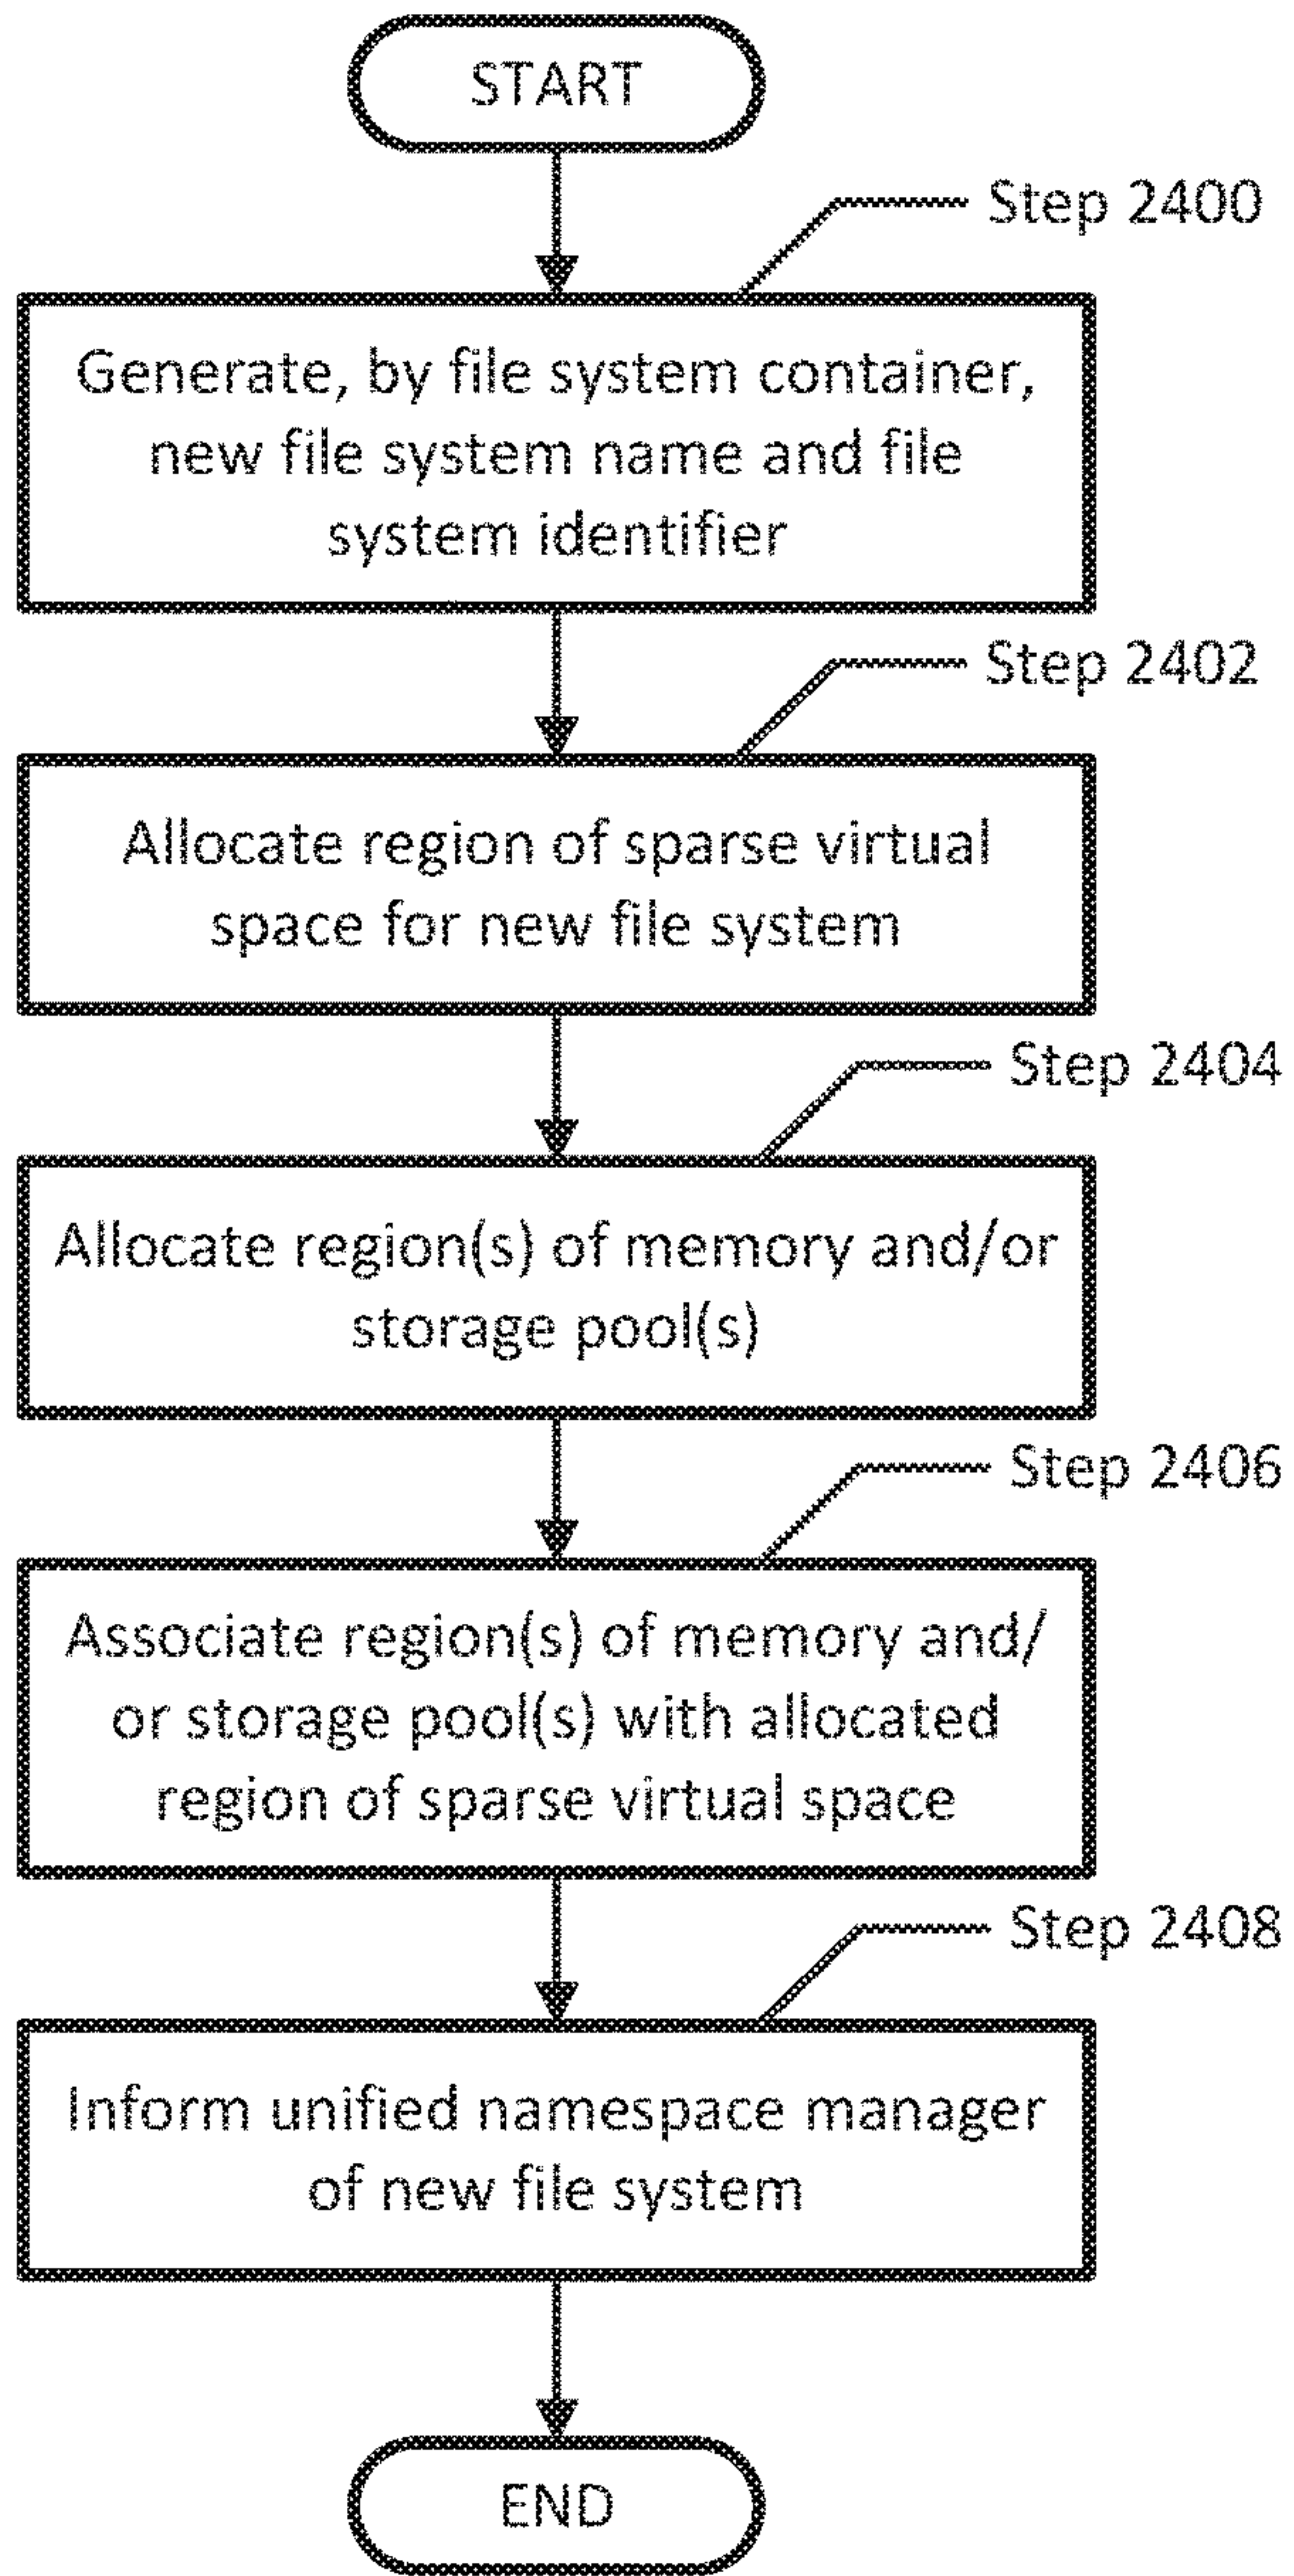 START
Step 2400
Generate, by file system container,
new file system name and file
system identifier
Step 2402
Allocate region of sparse virtual
space for new file system
Step 2404
Allocate region(s) of memory and/or
storage pool(s)
Step 2406
Associate region(s) of memory and/
or storage pool(s) with allocated
region of sparse virtual space
Step 2408
Inform unified namespace manager
of new file system
END